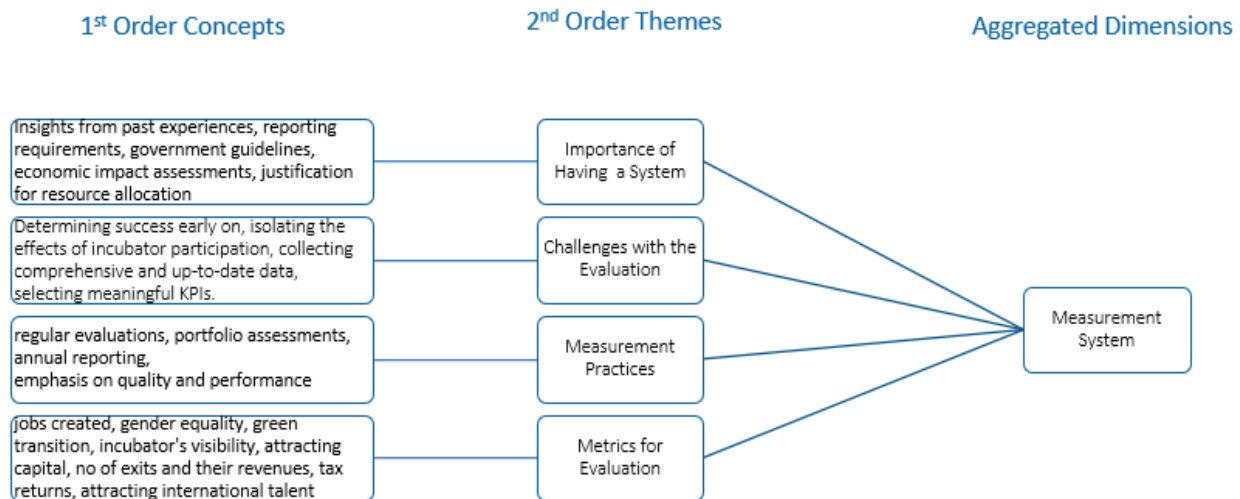 1st Order Concepts
2nd Order Themes
Aggregated Dimensions
Insights from past experiences, reporting
requirements, government guidelines,
economic impact assessments, justification
for resource allocation
Importance of
Having a System
Determining success early on, isolating the
effects of incubator participation, collecting
comprehensive and up-to-date data,
selecting meaningful KPIs.
Challenges with the
Evaluation
regular evaluations, portfolio assessments,
annual reporting,
emphasis on quality and performance
Measurement
Practices
jobs created, gender equality, green
transition, incubator's visibility, attracting
capital, no of exits and their revenues, tax
returns, attracting international talent
Metrics for
Evaluation
Measurement
System